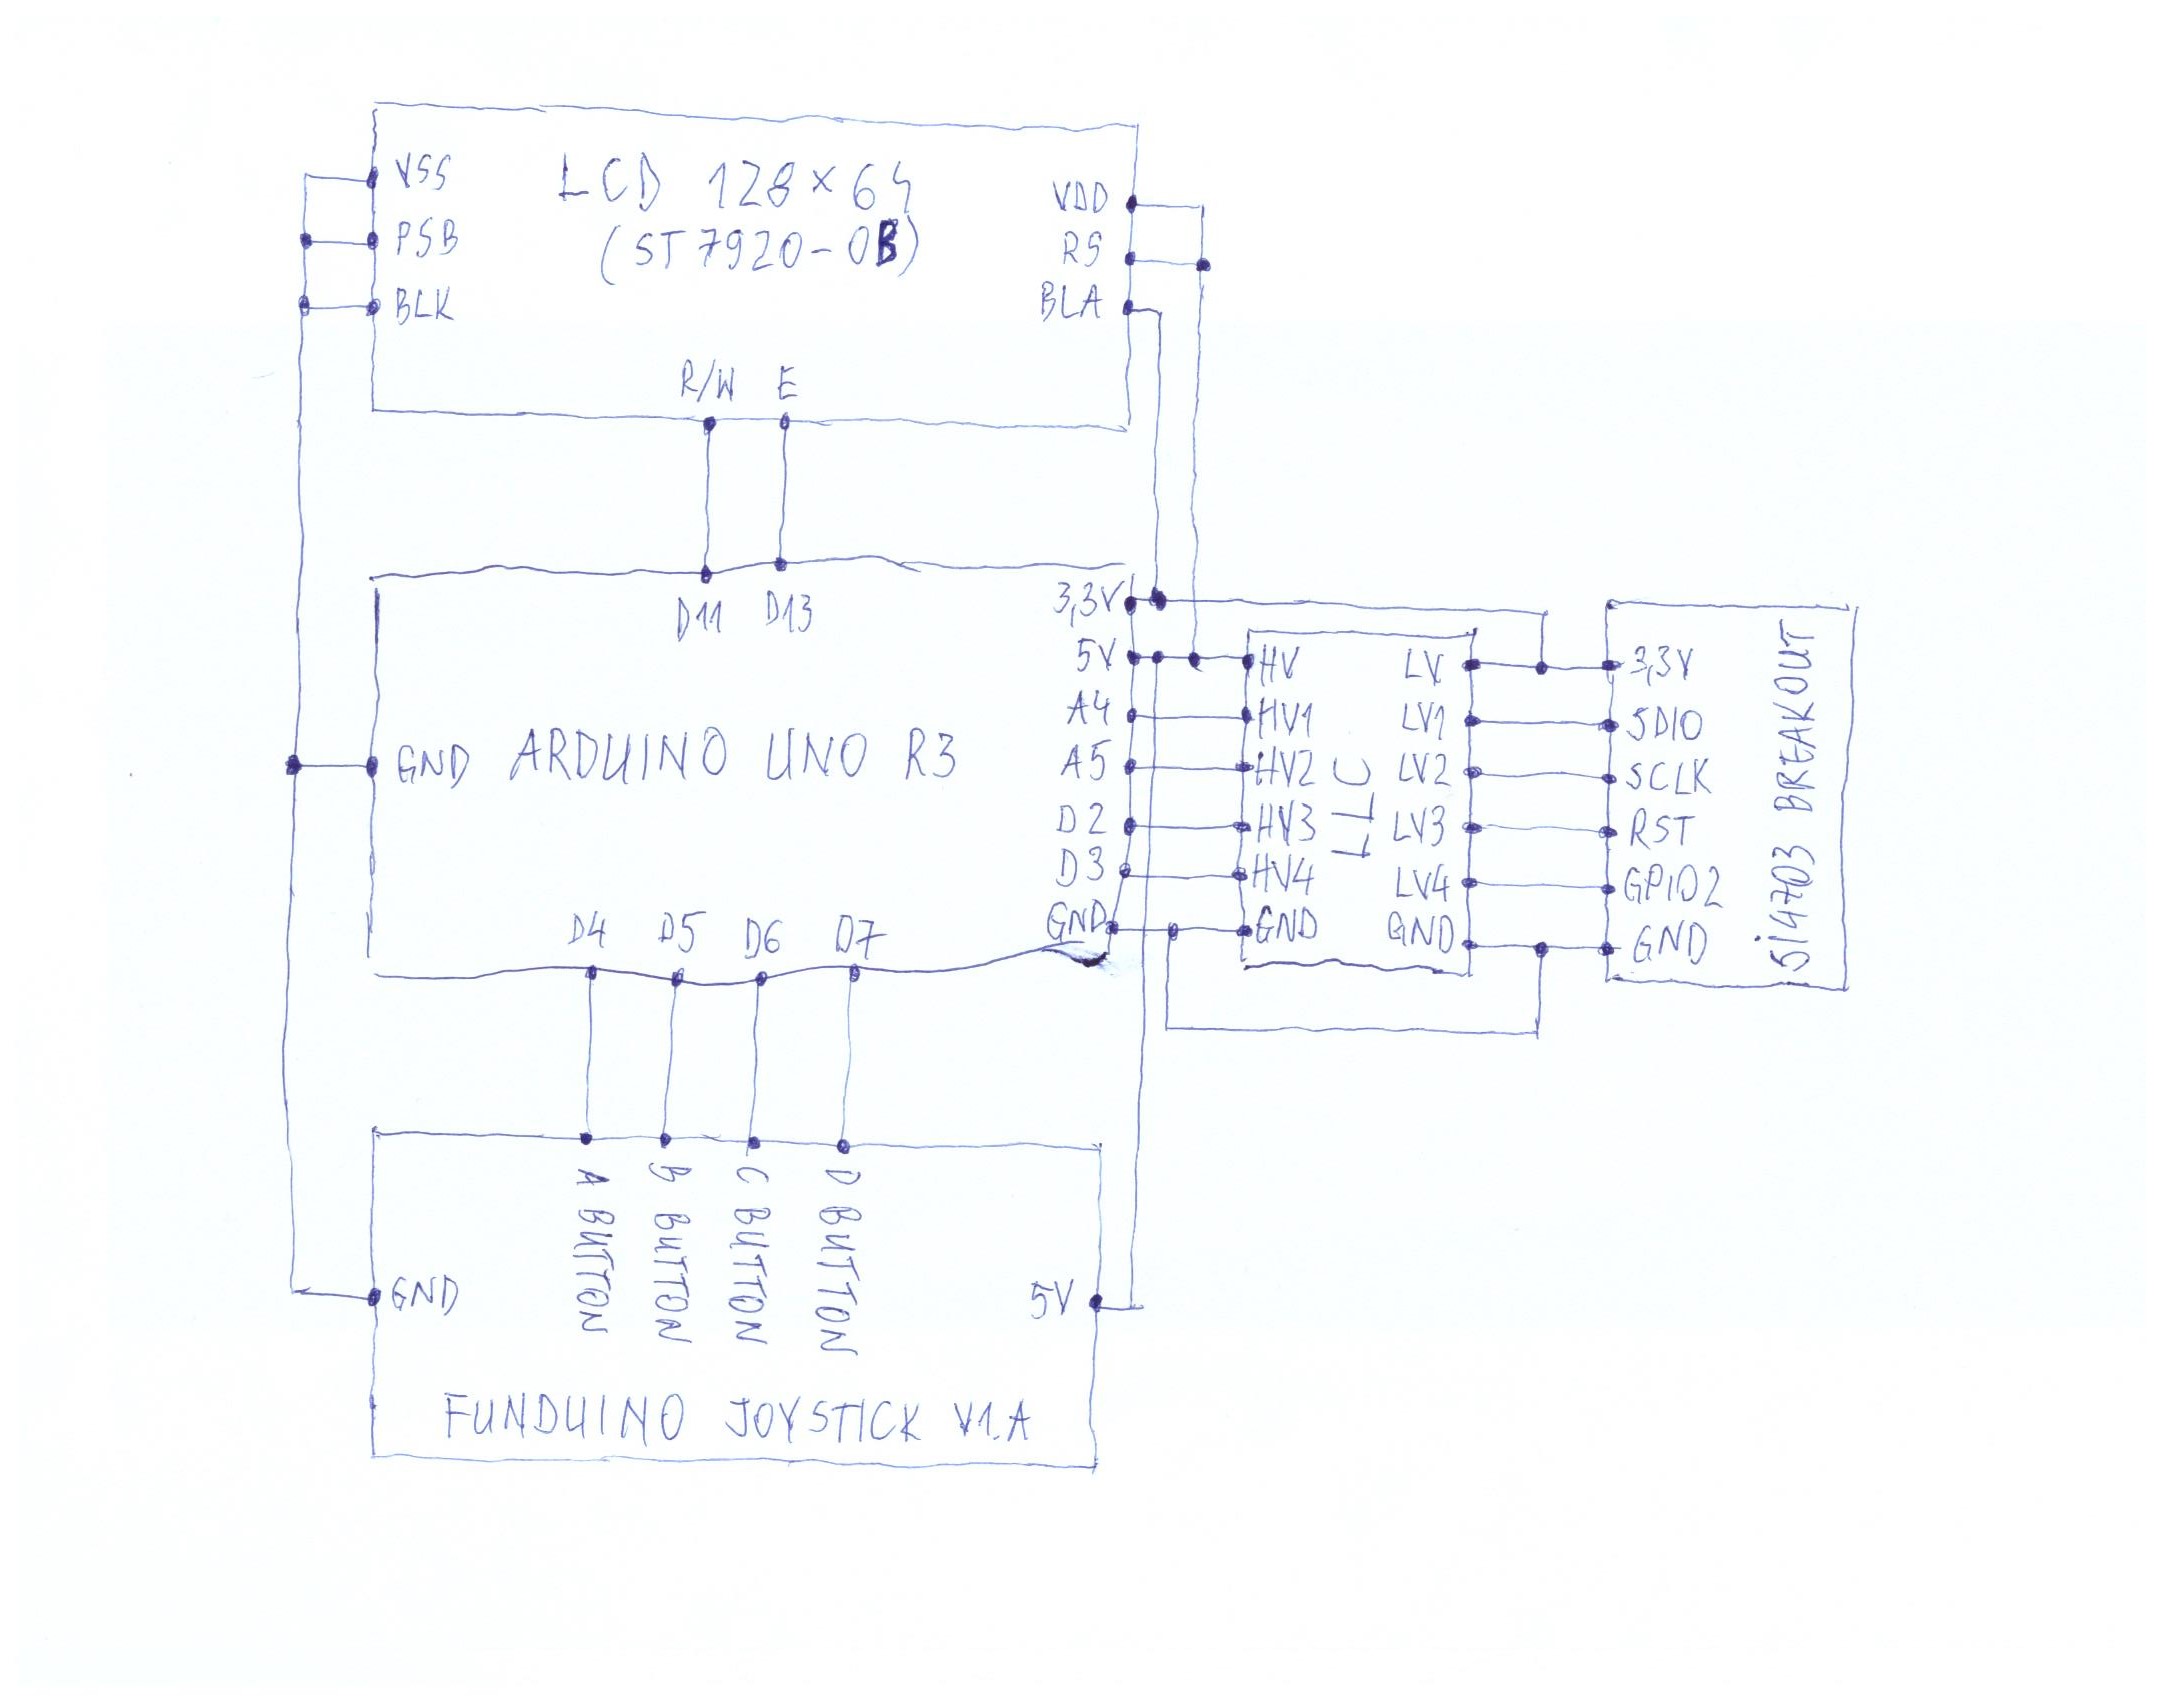 VSS
LCD 128×64
VDD
PSB
(ST7920-0B)
RS
BLK
BLA
R/W
E
D11
D13
3,3V
5V
A4
GND
ARDUINO UNO R3
A5
D2
D3
GND
D4
D5
D6
D7
HV
LV
HV1
LV1
HV2
LV2
LLC
HV3
LV3
HV4
LV4
GND
GND
3,3V
SDIO
SCLK
RST
GPIO2
GND
Si4703 BREAKOUT
A BUTTON
B BUTTON
C BUTTON
D BUTTON
GND
5V
FUNDUINO JOYSTICK V1.A